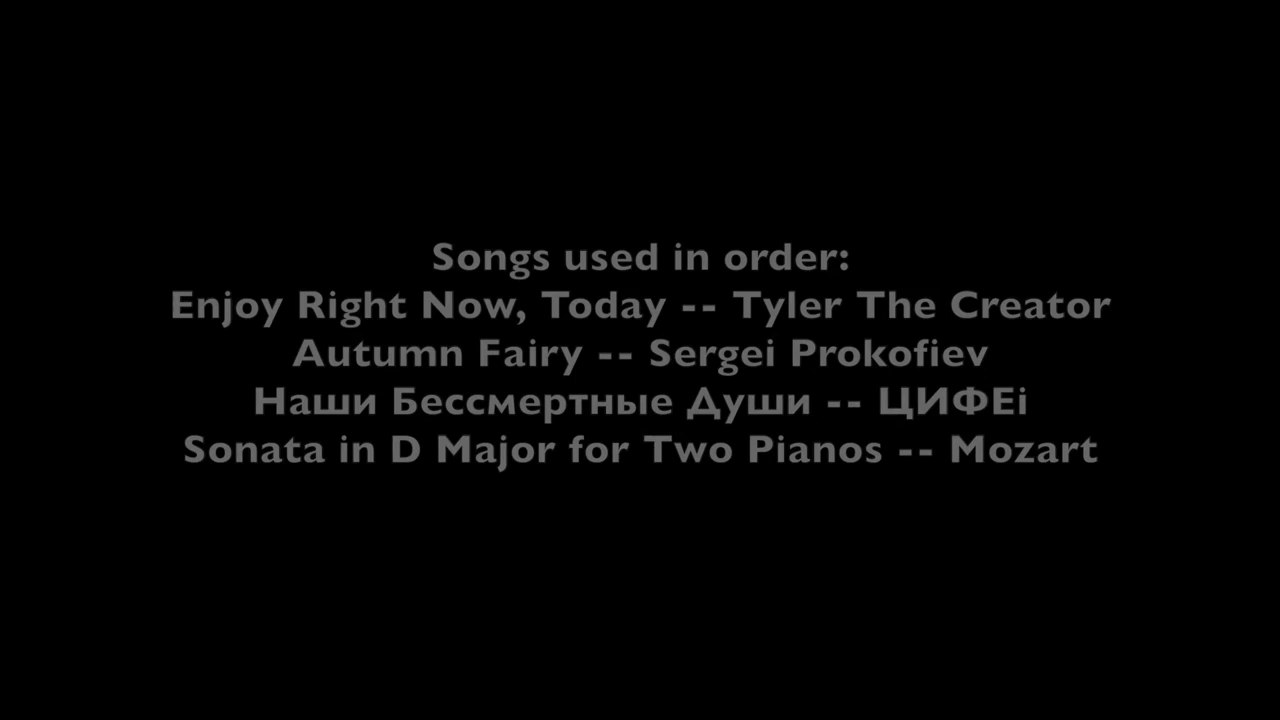 Songs used in order:
Enjoy Right Now, Today -- Tyler The Creator
Autumn Fairy -- Sergei Prokofiev
Наши Бессмертные Души -- ЦИФЕi
Sonata in D Major for Two Pianos -- Mozart